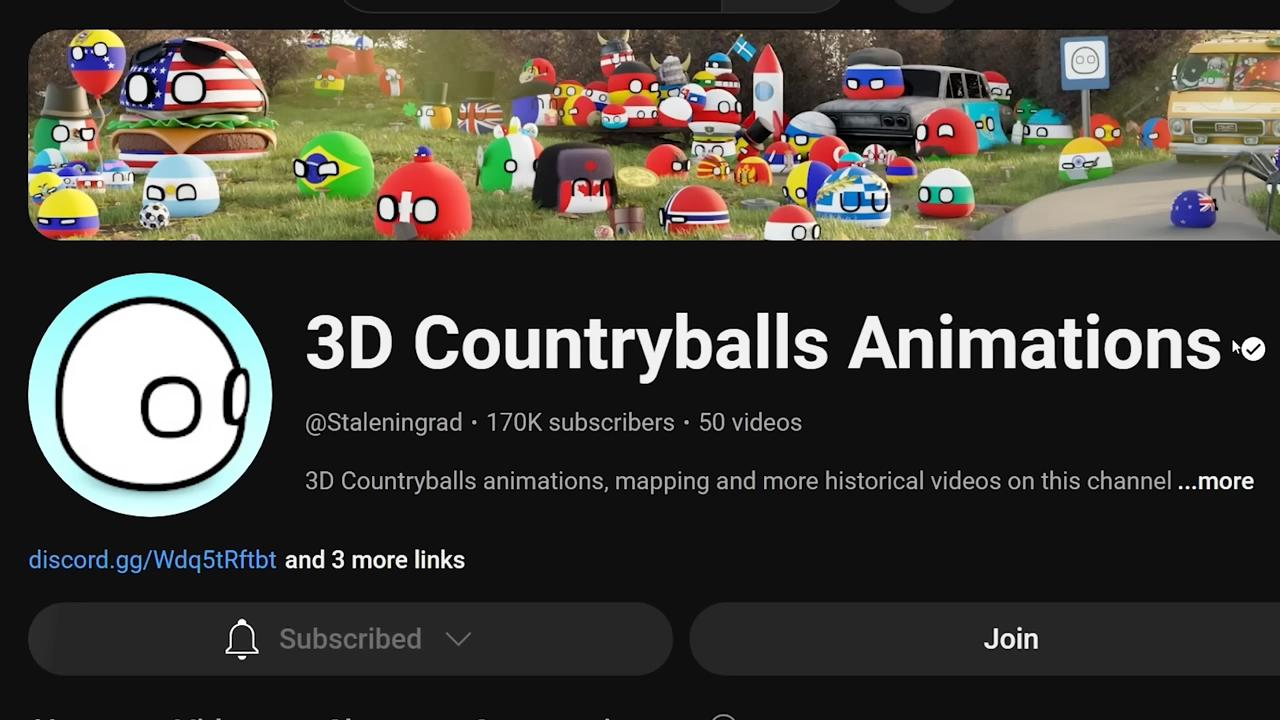 3D Countryballs Animations
@Staleningrad • 170K subscribers • 50 videos
3D Countryballs animations, mapping and more historical videos on this channel ...more
discord.gg/Wdq5tRftbt and 3 more links
Subscribed
Join